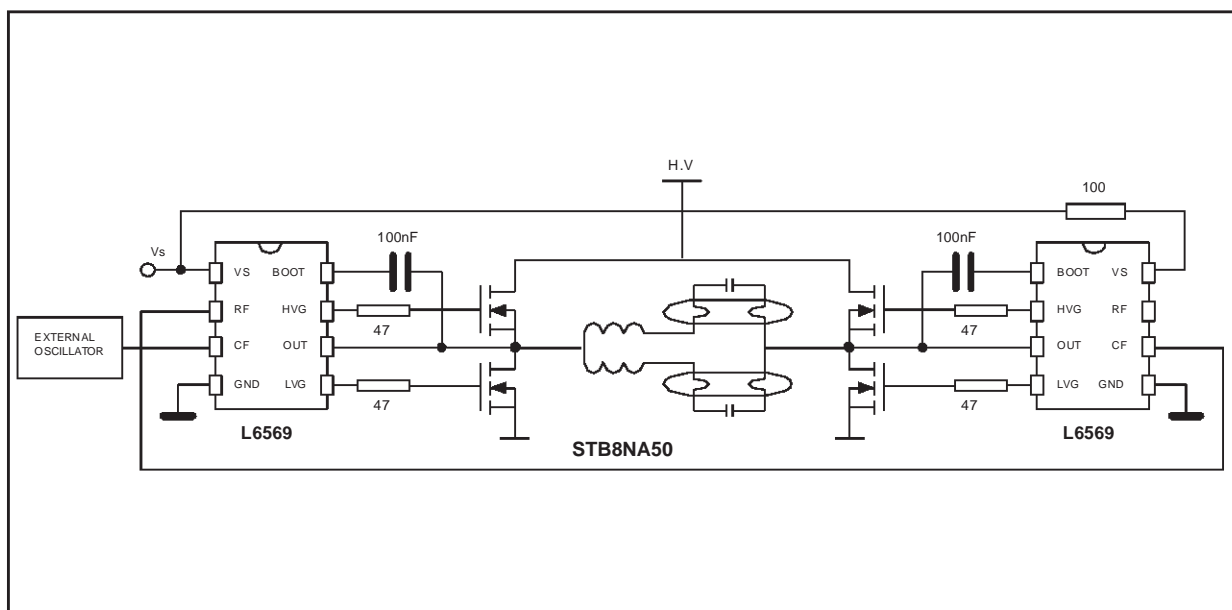 H.V
100
100nF
100nF
Vs
VS
BOOT
BOOT
VS
RF
HVG
HVG
RF
47
47
EXTERNAL
OSCILLATOR
CF
OUT
OUT
CF
GND
LVG
LVG
GND
47
47
L6569
STB8NA50
L6569